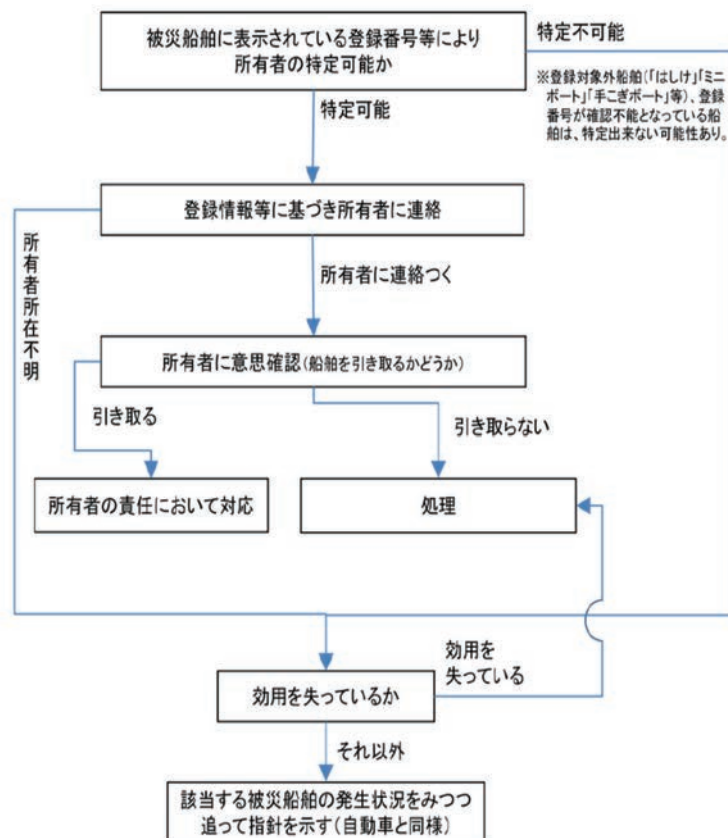 被災船舶に表示されている登録番号等により
所有者の特定可能か
特定不可能
※登録対象外船舶(「はしけ」「ミニ
ボート」「手こぎボート」等)、登録
番号が確認不能となっている船
舶は、特定出来ない可能性あり。
特定可能
登録情報等に基づき所有者に連絡
所有者所在不明
所有者に連絡つく
所有者に意思確認(船舶を引き取るかどうか)
引き取る
引き取らない
所有者の責任において対応
処理
効用を失っているか
効用を
失っている
それ以外
該当する被災船舶の発生状況をみつつ
追って指針を示す(自動車と同様)